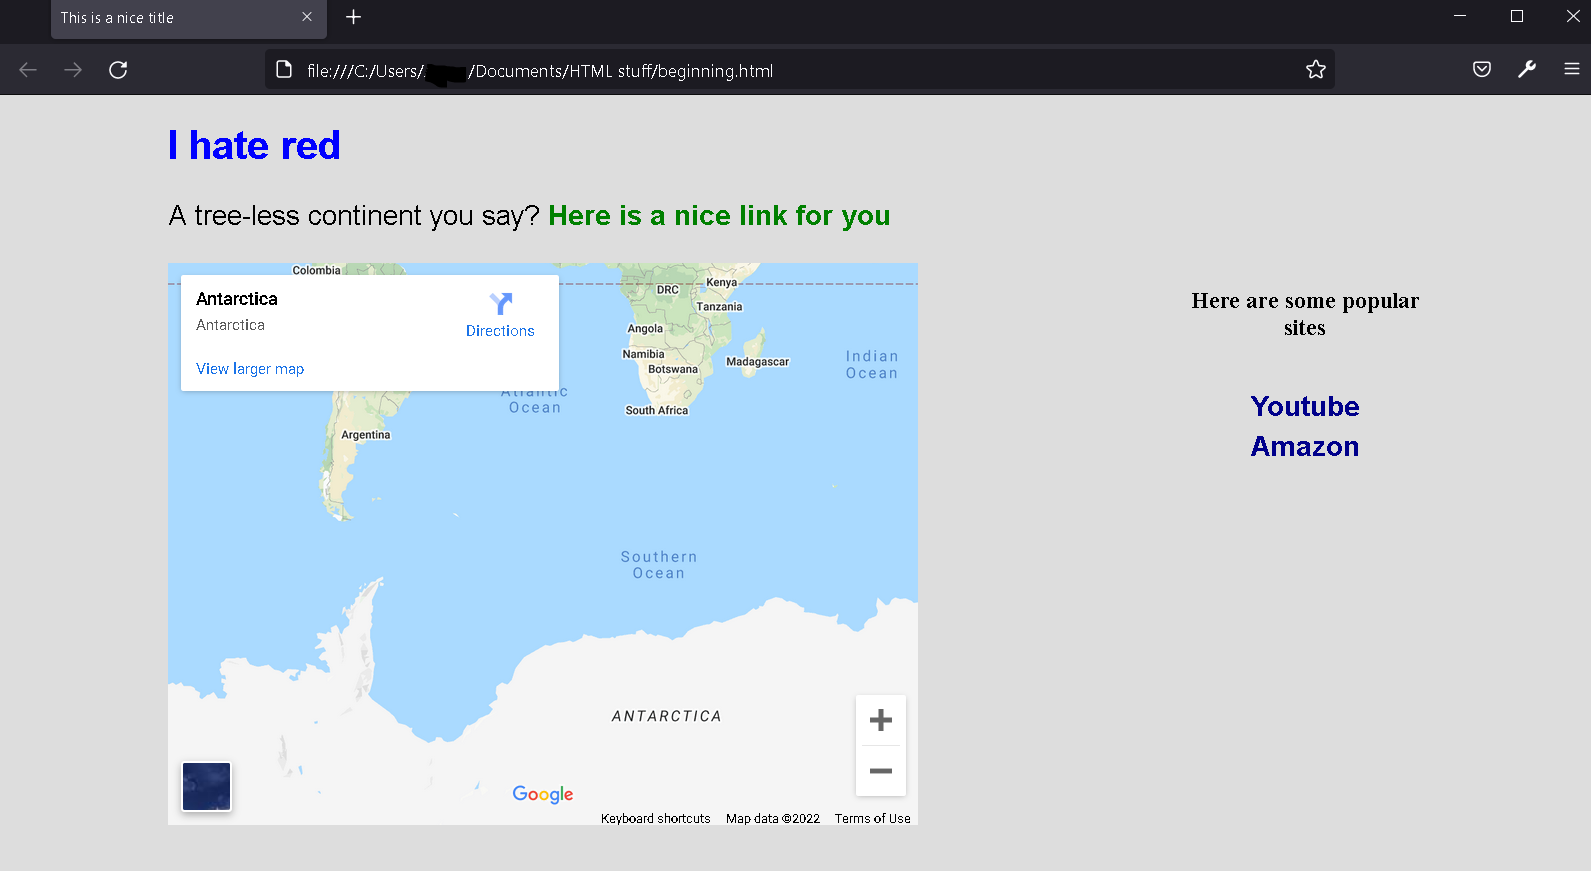 This is a nice title
file:///C:/Users/ /Documents/HTML stuff/beginning.html
I hate red
A tree-less continent you say? Here is a nice link for you
Colombia
Antarctica
Antarctica
Directions
View larger map
Kenya
DRC
Tanzania
Angola
Namibia
Botswana
Madagascar
South Africa
Indian
Ocean
Atlantic
Ocean
Argentina
Southern
Ocean
ANTARCTICA
Google
Keyboard shortcuts Map data ©2022 Terms of Use
Here are some popular
sites
Youtube
Amazon